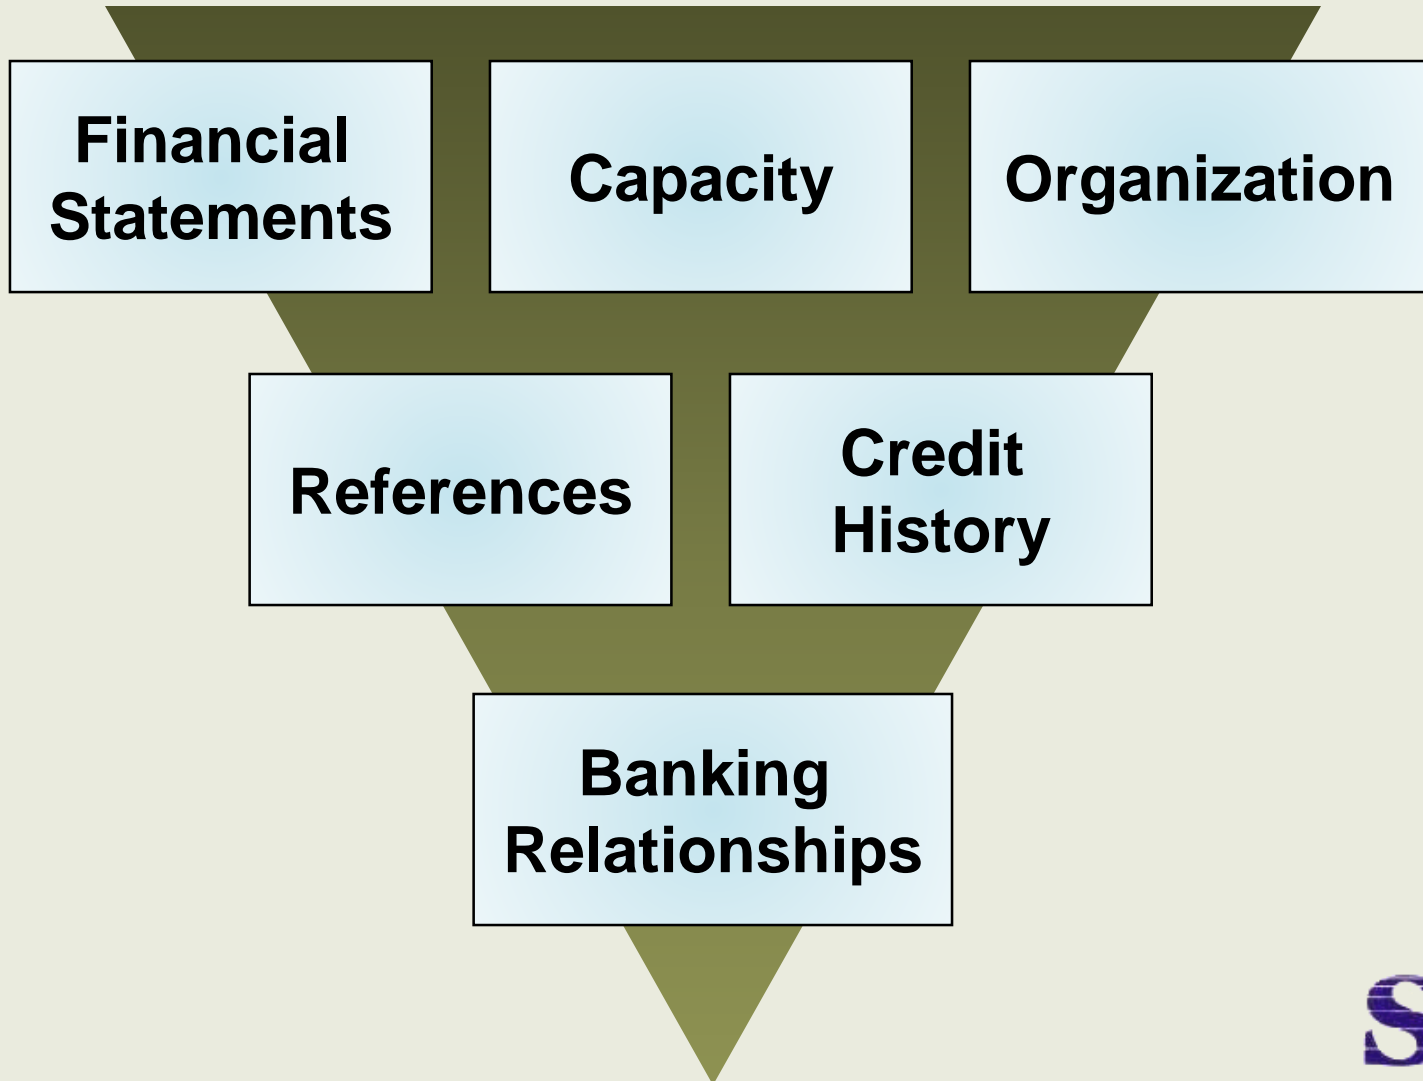 Financial
Statements
Capacity
Organization
References
Credit
History
Banking
Relationships
S